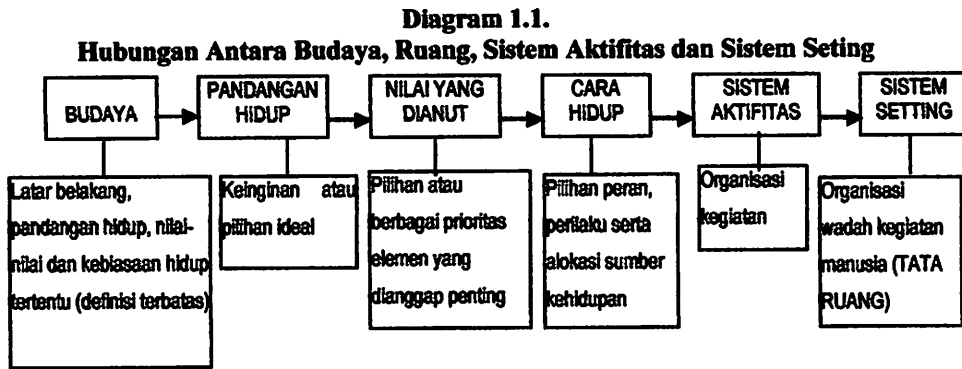 Diagram 1.1.
Hubungan Antara Budaya, Ruang, Sistem Aktifitas dan Sistem Seting
BUDAYA
PANDANGAN
HIDUP
NILAI YANG
DIANUT
CARA
HIDUP
SISTEM
AKTIFITAS
SISTEM
SETTING
Latar belakang,
pandangan hidup, nilai-
nilai dan kebiasaan hidup
tertentu (definisi terbatas)
Keinginan atau
pilihan ideal
Pilihan atau
berbagai prioritas
elemen yang
dianggap penting
Pilihan peran,
perilaku serta
alokasi sumber
kehidupan
Organisasi
kegiatan
Organisasi
wadah kegiatan
manusia (TATA
RUANG)